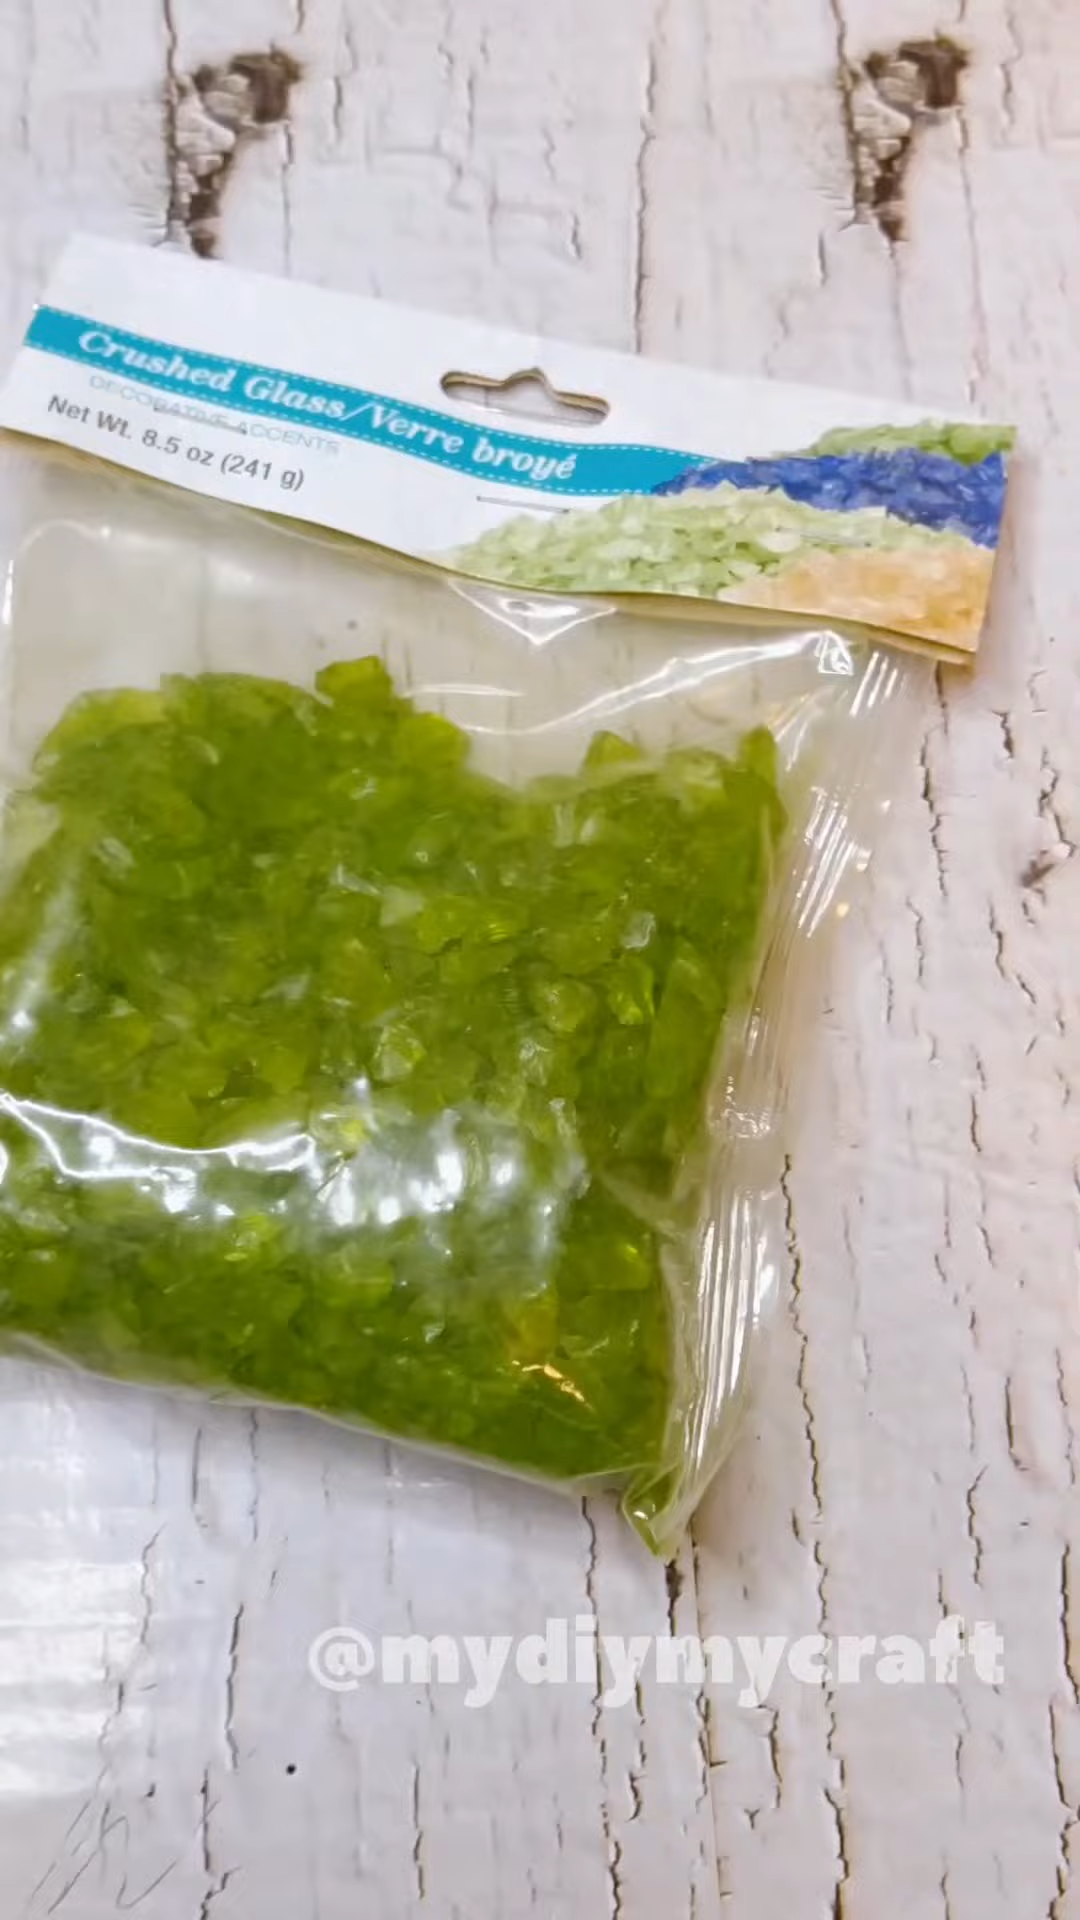 Crushed Glass/Verre broyé
DECORATIVE ACCENTS
Net Wt. 8.5 oz (241 g)
@mydiymycraft